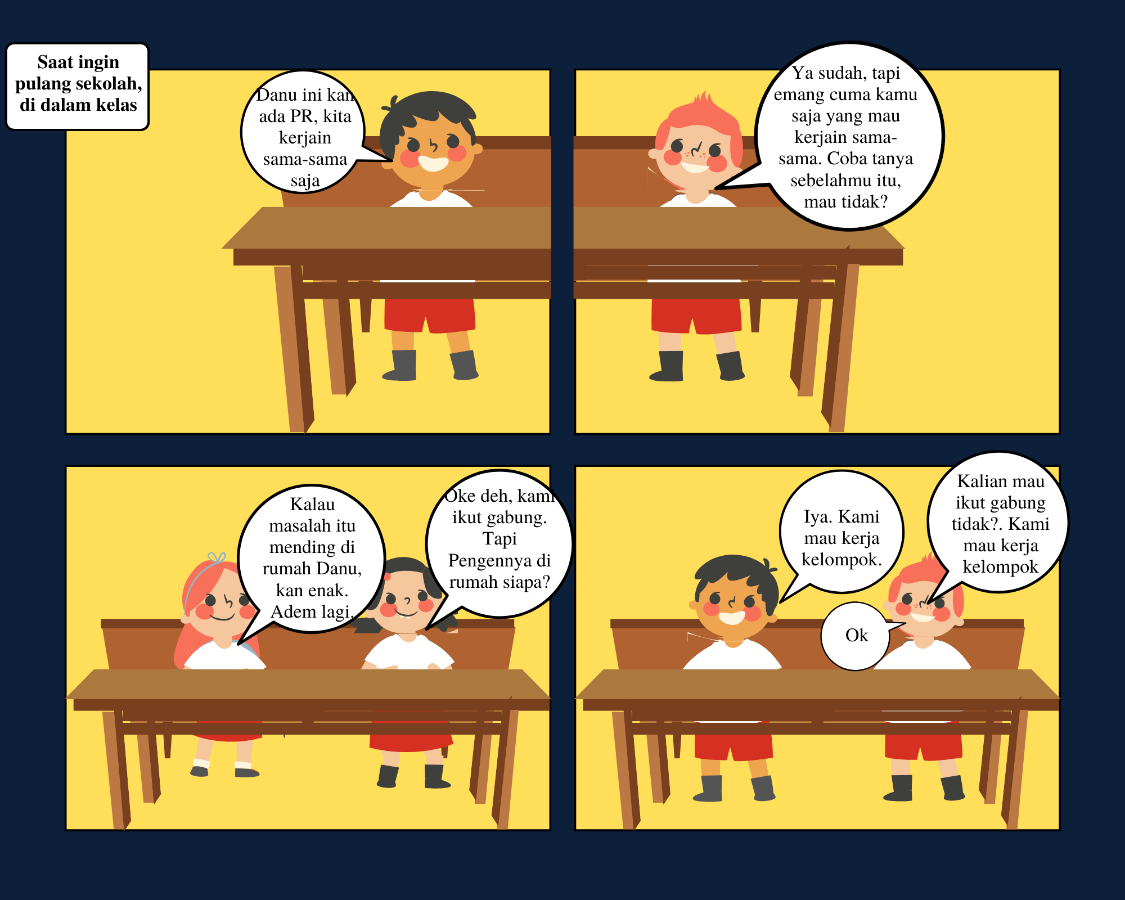 Saat ingin
pulang sekolah,
di dalam kelas
Danu ini kan
ada PR, kita
kerjain
sama-sama
saja
Ya sudah, tapi
emang cuma kamu
saja yang mau
kerjain sama-
sama. Coba tanya
sebelahmu itu,
mau tidak?
Kalau
masalah itu
mending di
rumah Danu,
kan enak.
Adem lagi.
Oke deh, kami
ikut gabung.
Tapi
Pengennya di
rumah siapa?
Iya. Kami
mau kerja
kelompok.
Kalian mau
ikut gabung
tidak?. Kami
mau kerja
kelompok
Ok